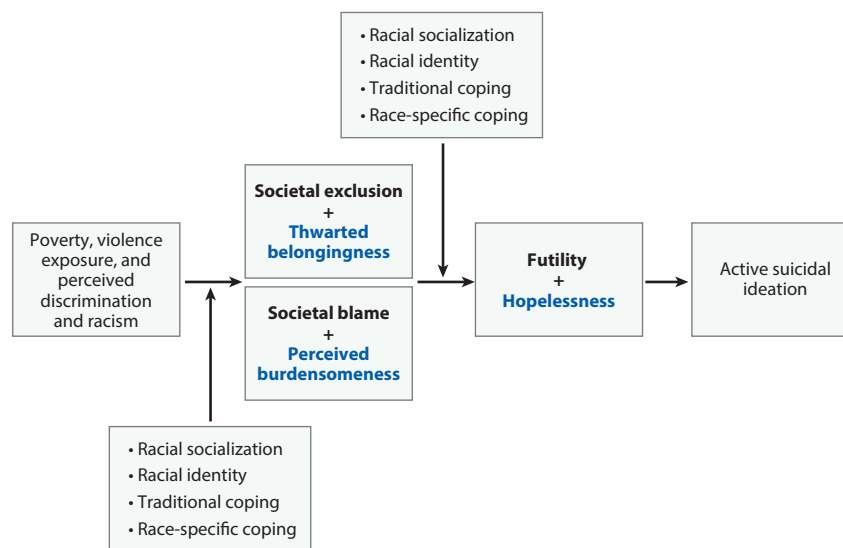 • Racial socialization
• Racial identity
• Traditional coping
• Race-specific coping
Poverty, violence
exposure, and
perceived
discrimination
and racism
Societal exclusion
+
Thwarted
belongingness
Societal blame
+
Perceived
burdensomeness
Futility
+
Hopelessness
Active suicidal
ideation
• Racial socialization
• Racial identity
• Traditional coping
• Race-specific coping